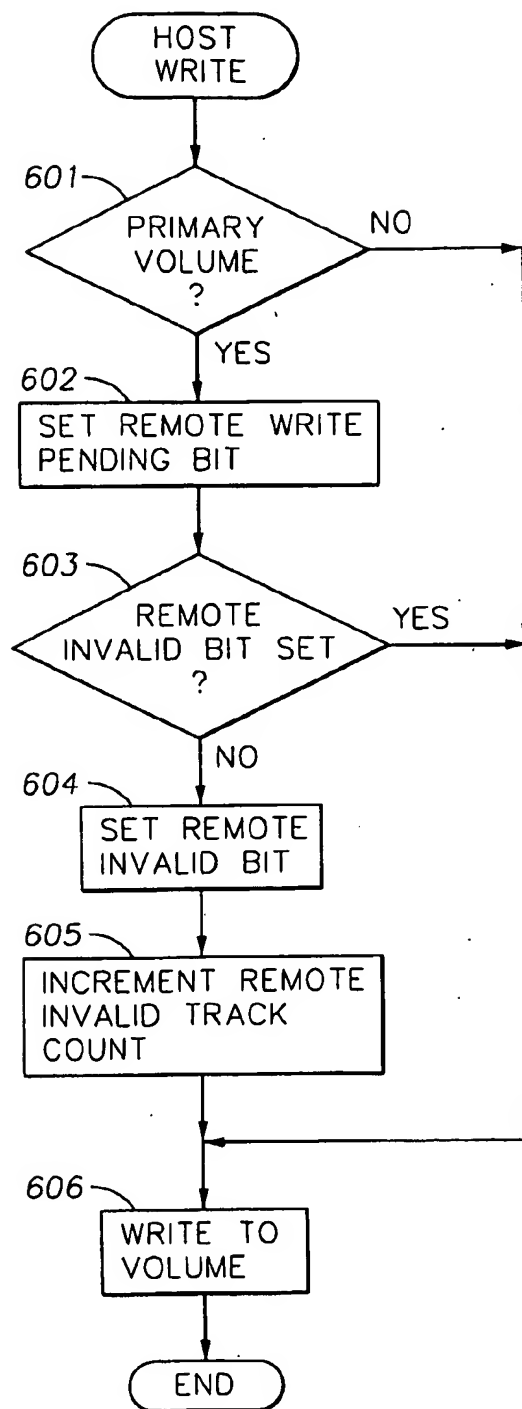 HOST
WRITE
601
PRIMARY
VOLUME
?
NO
YES
602
SET REMOTE WRITE
PENDING BIT
603
REMOTE
INVALID BIT SET
?
YES
NO
604
SET REMOTE
INVALID BIT
605
INCREMENT REMOTE
INVALID TRACK
COUNT
606
WRITE TO
VOLUME
END